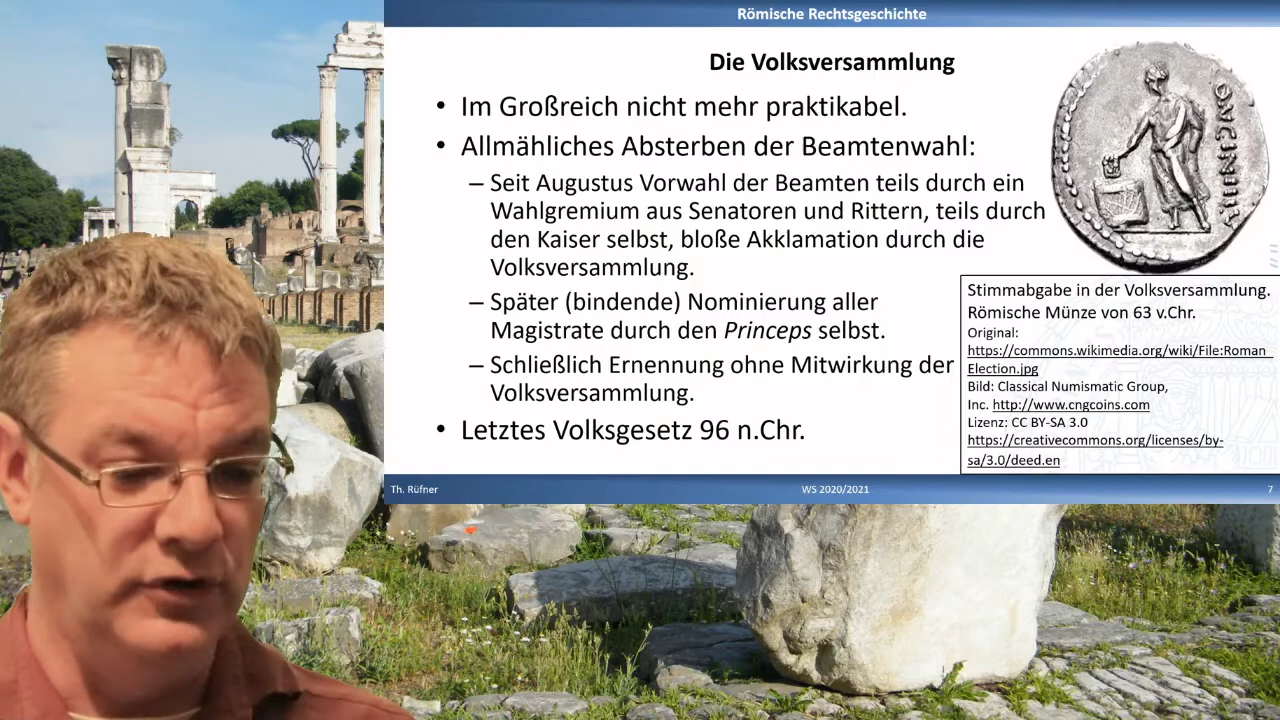 Römische Rechtsgeschichte
Die Volksversammlung
• Im Großreich nicht mehr praktikabel.
• Allmähliches Absterben der Beamtenwahl:
– Seit Augustus Vorwahl der Beamten teils durch ein
Wahlgremium aus Senatoren und Rittern, teils durch
den Kaiser selbst, bloße Akklamation durch die
Volksversammlung.
– Später (bindende) Nominierung aller
Magistrate durch den Princeps selbst.
– Schließlich Ernennung ohne Mitwirkung der
Volksversammlung.
• Letztes Volksgesetz 96 n.Chr.
Stimmabgabe in der Volksversammlung.
Römische Münze von 63 v.Chr.
Original:
https://commons.wikimedia.org/wiki/File:Roman_
Election.jpg
Bild: Classical Numismatic Group,
Inc. http://www.cngcoins.com
Lizenz: CC BY-SA 3.0
https://creativecommons.org/licenses/by-
sa/3.0/deed.en
Th. Rüfner
WS 2020/2021
7